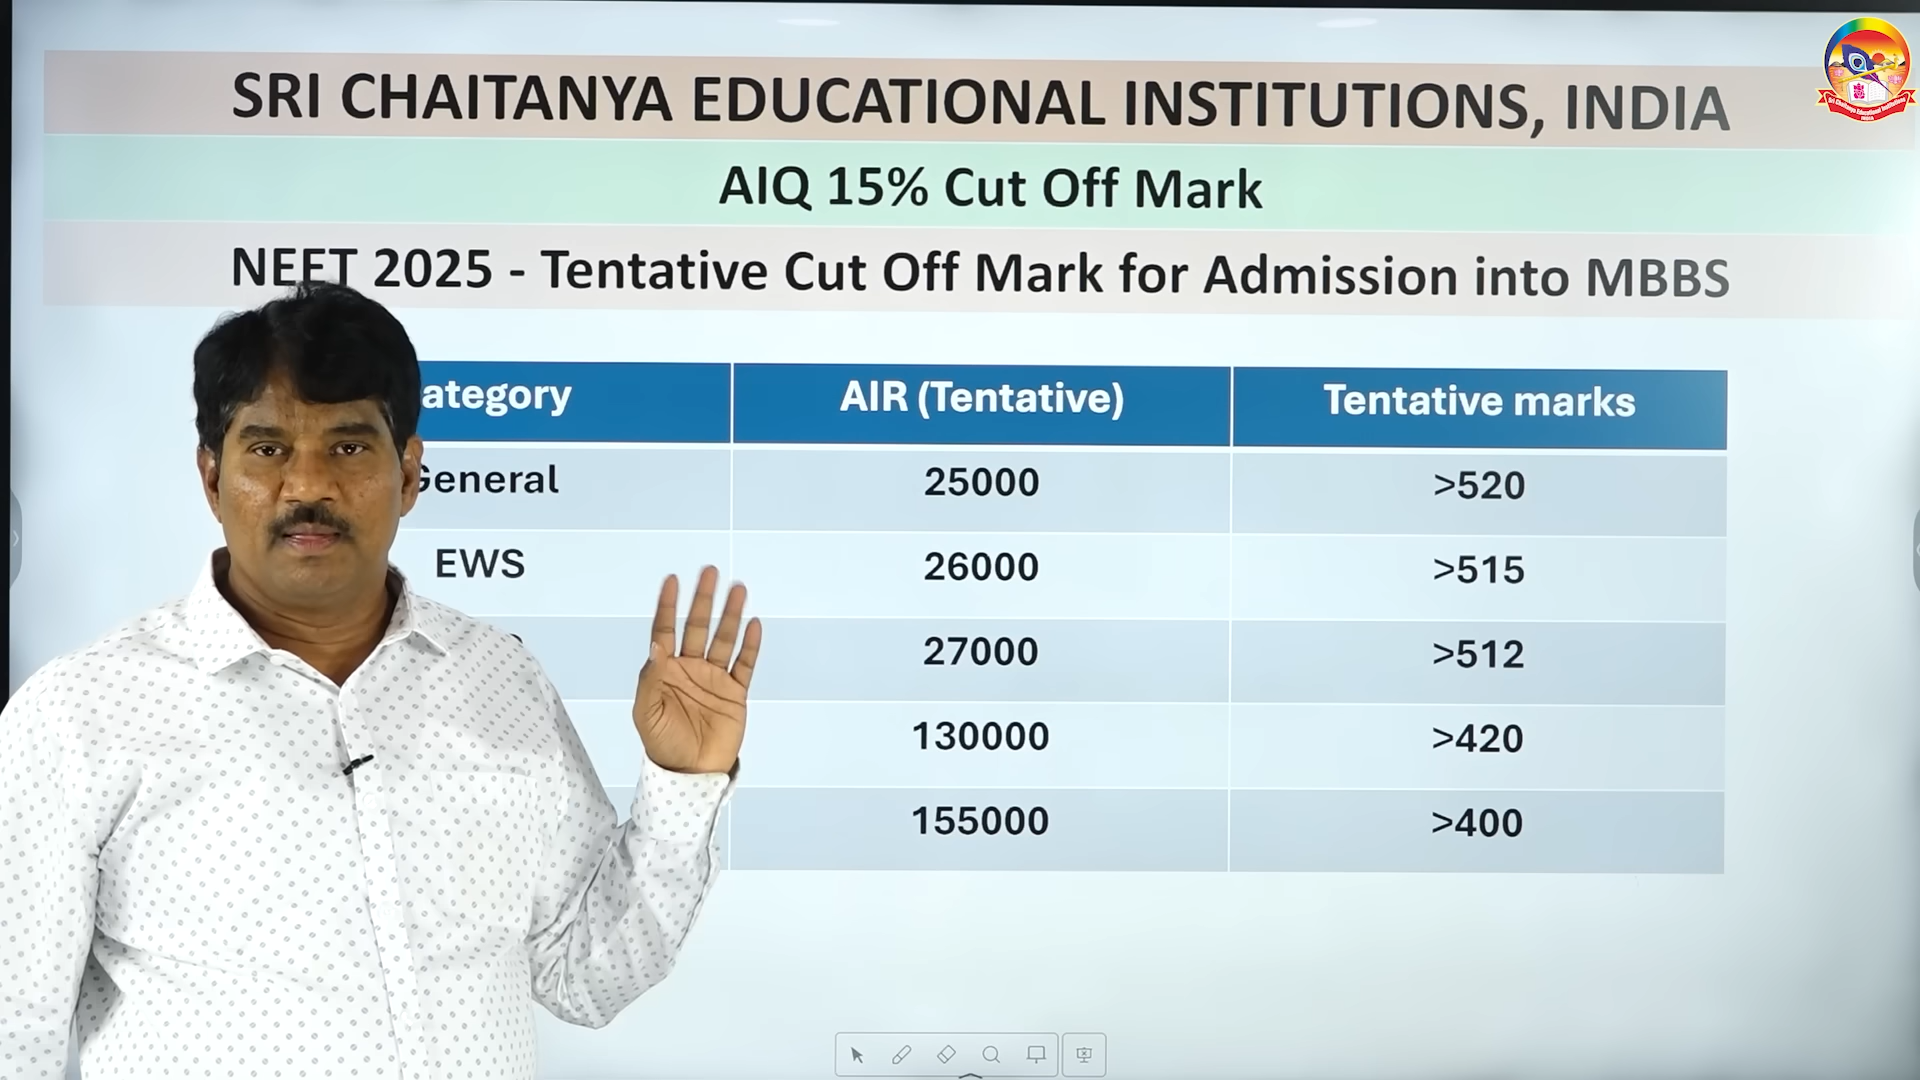 SRI CHAITANYA EDUCATIONAL INSTITUTIONS, INDIA
AIQ 15% Cut Off Mark
NEET 2025 - Tentative Cut Off Mark for Admission into MBBS
ategory AIR (Tentative) Tentative marks
General 25000 >520
EWS 26000 >515
27000 >512
130000 >420
155000 >400